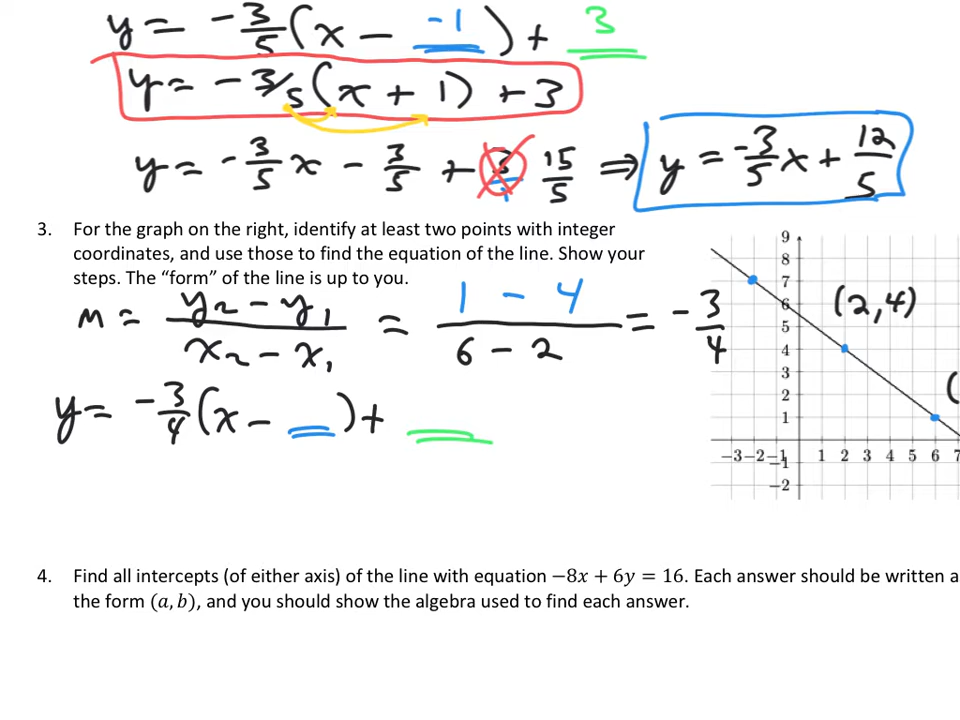 y = -3/5 (x - -1) + 3
y = -3/5 (x + 1) + 3
y = -3/5 x - 3/5 + 3/1 15/5 ⇒ y = -3/5 x + 12/5
3. For the graph on the right, identify at least two points with integer
coordinates, and use those to find the equation of the line. Show your
steps. The “form” of the line is up to you.
m = (y₂ - y₁)/(x₂ - x₁) = (1 - 4)/(6 - 2) = -3/4
y = -3/4 (x - __) + __
9
8
7
6
5
4
3
2
1
-1
-2
-3 -2 -1 1 2 3 4 5 6 7
(2,4)
(
4. Find all intercepts (of either axis) of the line with equation −8x + 6y = 16. Each answer should be written a
the form (a, b), and you should show the algebra used to find each answer.